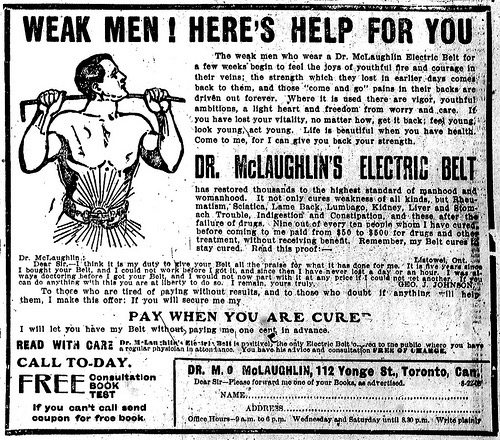 WEAK MEN! HERE'S HELP FOR YOU
The weak men who wear a Dr. McLaughlin Electric Belt for
a few weeks begin to feel the joys of youthful fire and courage in
their veins; the strength which they lost in earlier days comes
back to them, and those "come and go" pains in their backs are
driven out forever. Where it is used there are vigor, youthful
ambitions, a light heart and freedom from worry and care. If
you have lost your vitality, no matter how, get it back; feel young,
look young, act young. Life is beautiful when you have health.
Come to me, for I can give you back your strength.
DR. McLAUGHLIN'S ELECTRIC BELT
has restored thousands to the highest standard of manhood and
womanhood. It not only cures weakness of all kinds, but Rheu-
matism, Sciatica, Lame Back, Lumbago, Kidney, Liver and Stom-
ach Trouble, Indigestion and Constipation, and these after the
failure of drugs. Nine out of every ten people whom I have cured,
before coming to me paid from $50 to $500 for drugs and other
treatment, without receiving benefit. Remember, my Belt cures to
stay cured. Read this proof:—
Dr. McLaughlin: Listowel, Ont.
Dear Sir,—I think it is my duty to give your Belt all the praise for what it has done for me. It is five years since
I bought your Belt, and I could not work before I got it, and since then I have never lost a day or an hour. I was al-
ways doctoring before I got your Belt, and I would not now part with it at any price if I could not get another. If you
can do anything with this you are at liberty to do so. I remain, yours truly, GEO. J. JOHNSON.
To those who are tired of paying without results, and to those who doubt if anything will help
them, I make this offer: If you will secure me my
PAY WHEN YOU ARE CURED
I will let you have my Belt without paying me one cent in advance.
READ WITH CARE Dr. McLaughlin's Electric Belt is positively the only Electric Belt to the public where you have
a regular physician in attendance. You have his advice and consultation FREE OF CHARGE.
CALL TO-DAY.
FREE Consultation
BOOK
TEST
If you can't call send
coupon for free book.
DR. M. O McLAUGHLIN, 112 Yonge St., Toronto, Can.
Dear Sir—Please forward me one of your Books, as advertised.
NAME
ADDRESS
Office Hours—9 a.m. to 6 p.m. Wednesday and Saturday until 8.30 p.m. Write plainly